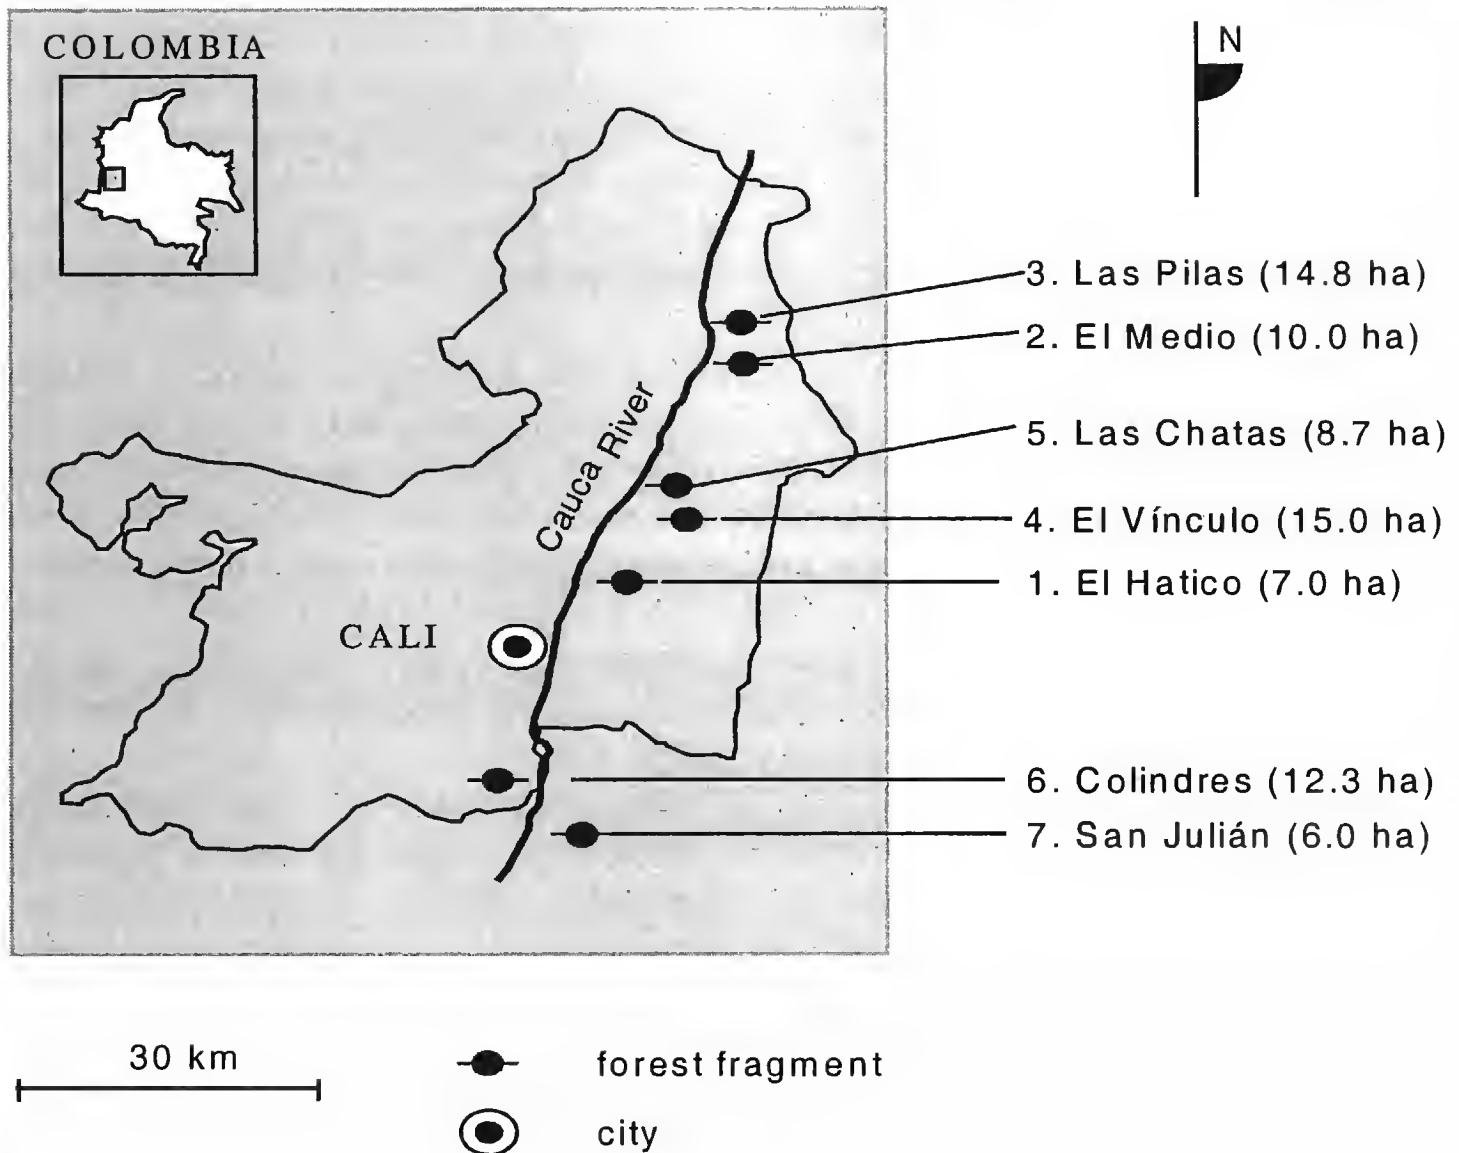 COLOMBIA
N
3. Las Pilas (14.8 ha)
2. El Medio (10.0 ha)
5. Las Chatas (8.7 ha)
4. El Vínculo (15.0 ha)
1. El Hatico (7.0 ha)
Cauca River
CALI
6. Colindres (12.3 ha)
7. San Julián (6.0 ha)
30 km
forest fragment
city